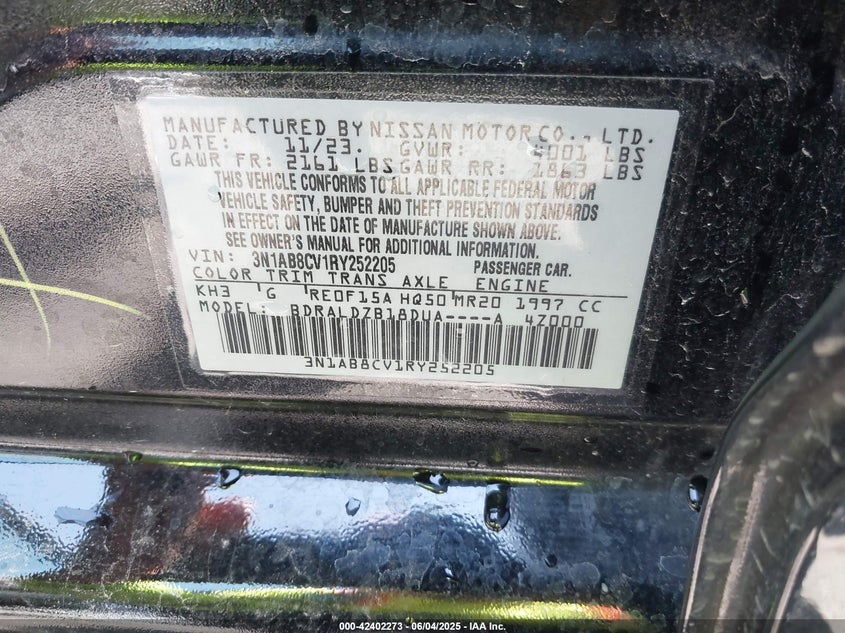 MANUFACTURED BY NISSAN MOTOR CO., LTD.
DATE: 11/23. GVWR: 4001 LBS
GAWR FR: 2161 LBS GAWR RR: 1863 LBS
THIS VEHICLE CONFORMS TO ALL APPLICABLE FEDERAL MOTOR
VEHICLE SAFETY, BUMPER AND THEFT PREVENTION STANDARDS
IN EFFECT ON THE DATE OF MANUFACTURE SHOWN ABOVE.
SEE OWNER'S MANUAL FOR ADDITIONAL INFORMATION.
VIN: 3N1AB8CV1RY252205 PASSENGER CAR.
COLOR TRIM TRANS AXLE ENGINE
KH3 G RE0F15A HQ50 MR20 1997 CC
MODEL: BDRALDZB18DUA----A 4Z000
3N1AB8CV1RY252205
000-42402273 - 06/04/2025 - IAA Inc.